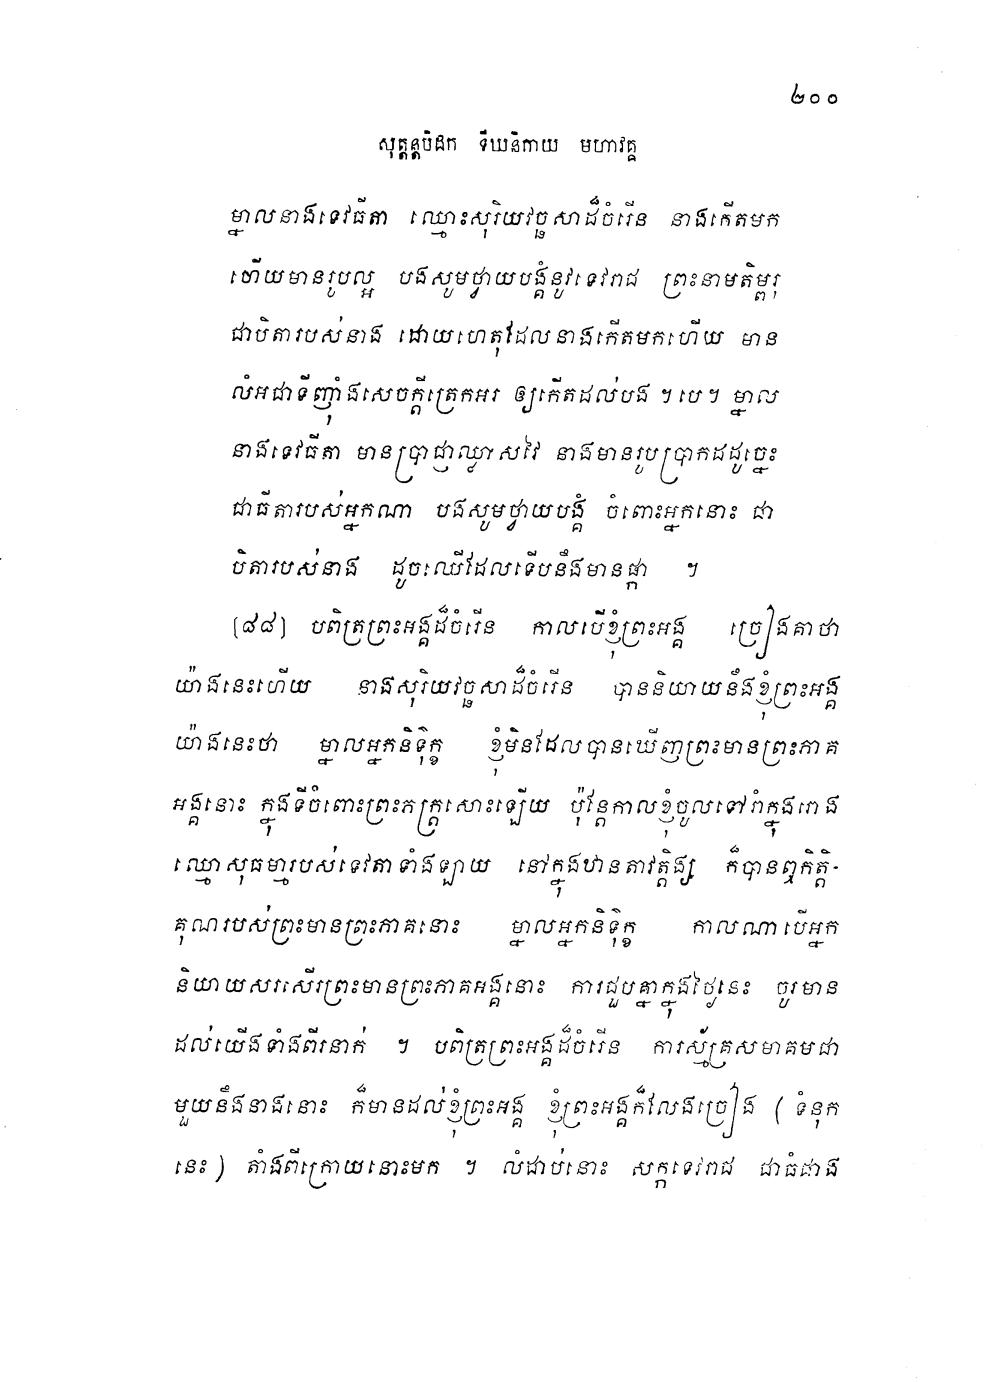 ២០០
សុត្តន្តបិដក ទីឃនិកាយ មហាវគ្គ
ម្នាលនាងទេវធីតា ឈ្មោះសុរិយវច្ឆសាដ៏ចំរើន នាងកើតមក
ហើយមានរូបល្អ បងសូមថ្វាយបង្គំនូវទេវរាជ ព្រះនាមតិម្ពរុ
ជាបិតារបស់នាង ដោយហេតុដែលនាងកើតមកហើយ មាន
លំអជាទីញុំាងសេចក្តីត្រេកអរ ឲ្យកើតដល់បង ។បេ។ ម្នាល
នាងទេវធីតា មានប្រាជ្ញាឈ្លាសវៃ នាងមានរូបប្រាកដដូច្នេះ
ជាធីតារបស់អ្នកណា បងសូមថ្វាយបង្គំ ចំពោះអ្នកនោះ ជា
បិតារបស់នាង ដូចឈើដែលទើបនឹងមានផ្កា ។
[៨៨] បពិត្រព្រះអង្គដ៏ចំរើន កាលបើខ្ញុំព្រះអង្គ ច្រៀងគាថា
យ៉ាងនេះហើយ នាងសុរិយវច្ឆសាដ៏ចំរើន បាននិយាយនឹងខ្ញុំព្រះអង្គ
យ៉ាងនេះថា ម្នាលអ្នកនិទ្ទុក្ខ ខ្ញុំមិនដែលបានឃើញព្រះមានព្រះភាគ
អង្គនោះ ក្នុងទីចំពោះព្រះភក្ត្រសោះឡើយ ប៉ុន្តែកាលខ្ញុំចូលទៅរាំក្នុងរោង
ឈ្មោសុធម្មារបស់ទេវតាទាំងឡាយ នៅក្នុងឋានតាវត្តិង្ស ក៏បានឮកិត្តិ-
គុណរបស់ព្រះមានព្រះភាគនោះ ម្នាលអ្នកនិទ្ទុក្ខ កាលណាបើអ្នក
និយាយសរសើរព្រះមានព្រះភាគអង្គនោះ ការជួបគ្នាក្នុងថ្ងៃនេះ ចូរមាន
ដល់យើងទាំងពីរនាក់ ។ បពិត្រព្រះអង្គដ៏ចំរើន ការស្ម័គ្រសមាគមជា
មួយនឹងនាងនោះ ក៏មានដល់ខ្ញុំព្រះអង្គ ខ្ញុំព្រះអង្គក៏លែងច្រៀង (ទំនុក
នេះ) តាំងពីក្រោយនោះមក ។ លំដាប់នោះ សក្កទេវរាជ ជាធំជាង